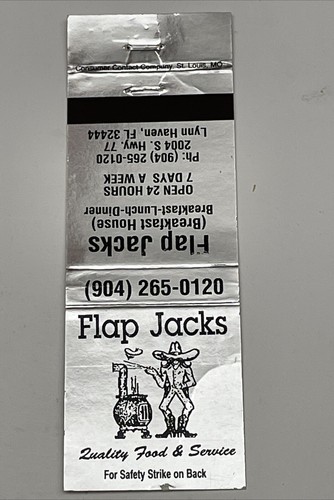 Consumer Contact Company, St. Louis, MO
Flap Jacks
(Breakfast House)
Breakfast-Lunch-Dinner
OPEN 24 HOURS
7 DAYS A WEEK
Ph: (904) 265-0120
2004 S. Hwy. 77
Lynn Haven, FL 32444
(904) 265-0120
Flap Jacks
Quality Food & Service
For Safety Strike on Back